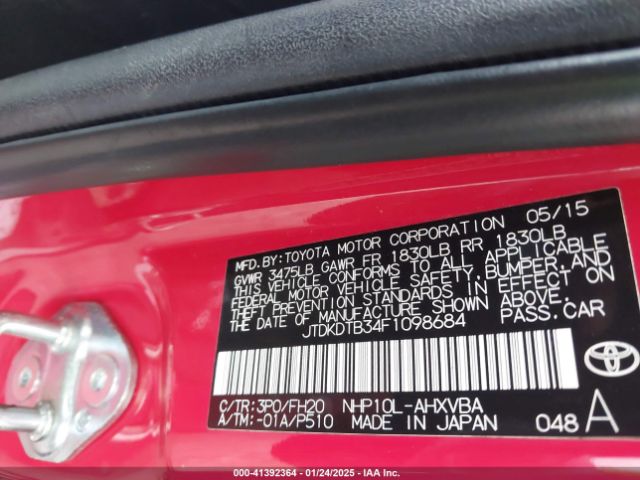 MFD. BY: TOYOTA MOTOR CORPORATION 05/15
GVWR 3475LB GAWR FR 1830LB RR 1830LB
THIS VEHICLE CONFORMS TO ALL APPLICABLE
FEDERAL MOTOR VEHICLE SAFETY, BUMPER, AND
THEFT PREVENTION STANDARDS IN EFFECT ON
THE DATE OF MANUFACTURE SHOWN ABOVE.
JTDKDTB34F1098684 PASS.CAR
C/TR: 3P0/FH20 NHP10L-AHXVBA
A/TM: -01A/P510 MADE IN JAPAN 048 A
TOYOTA
000-41392364 - 01/24/2025 - IAA Inc.